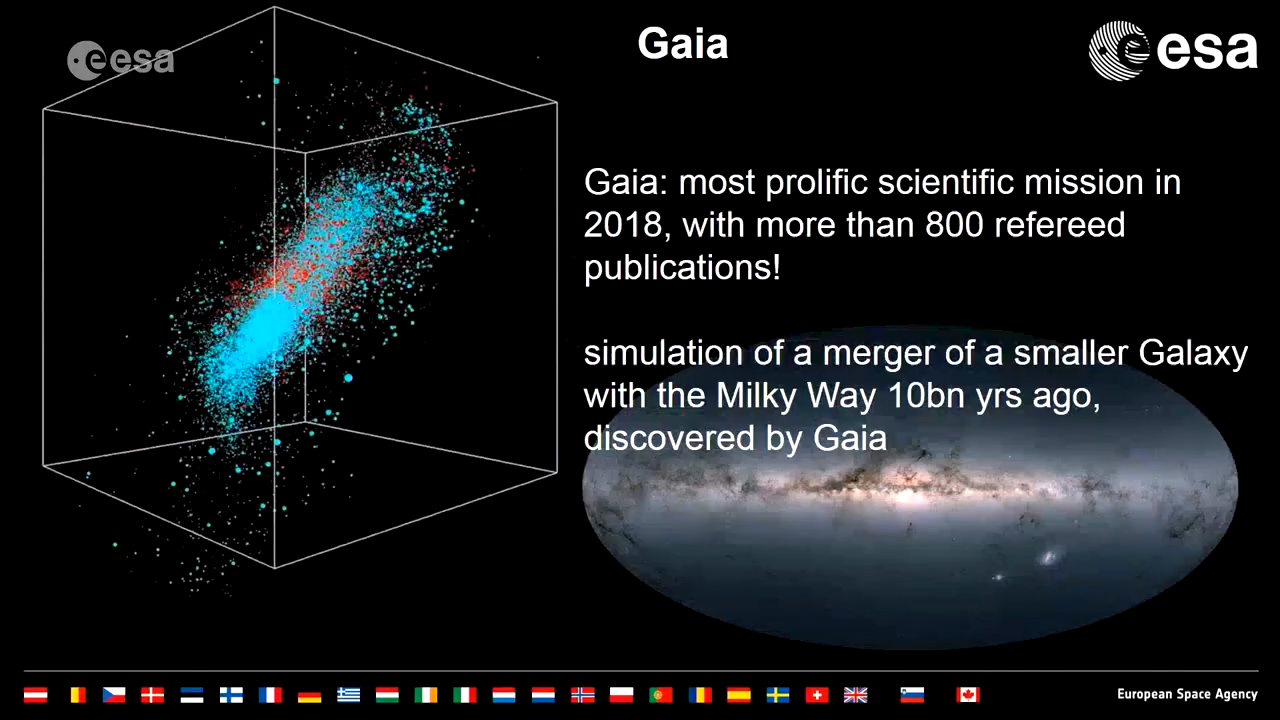 esa
Gaia
esa
Gaia: most prolific scientific mission in
2018, with more than 800 refereed
publications!
simulation of a merger of a smaller Galaxy
with the Milky Way 10bn yrs ago,
discovered by Gaia
European Space Agency